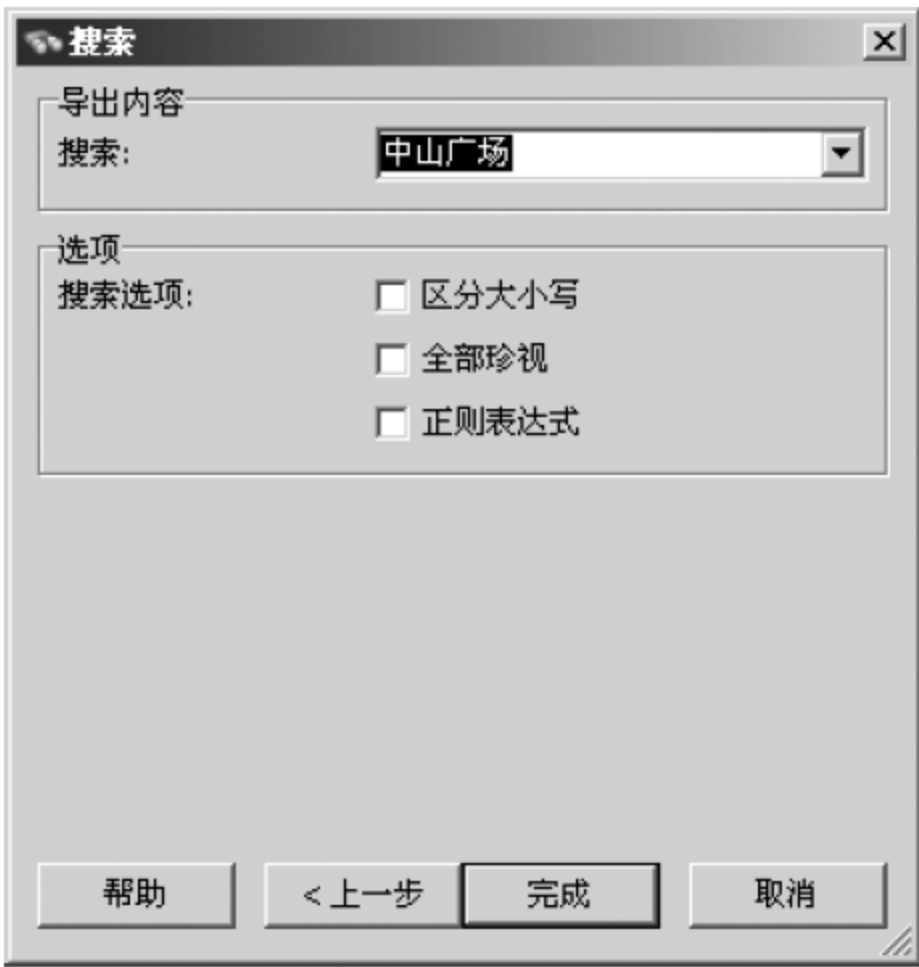 搜索
导出内容
搜索: 中山广场
选项
搜索选项: 区分大小写
全部珍视
正则表达式
帮助 <上一步 完成 取消